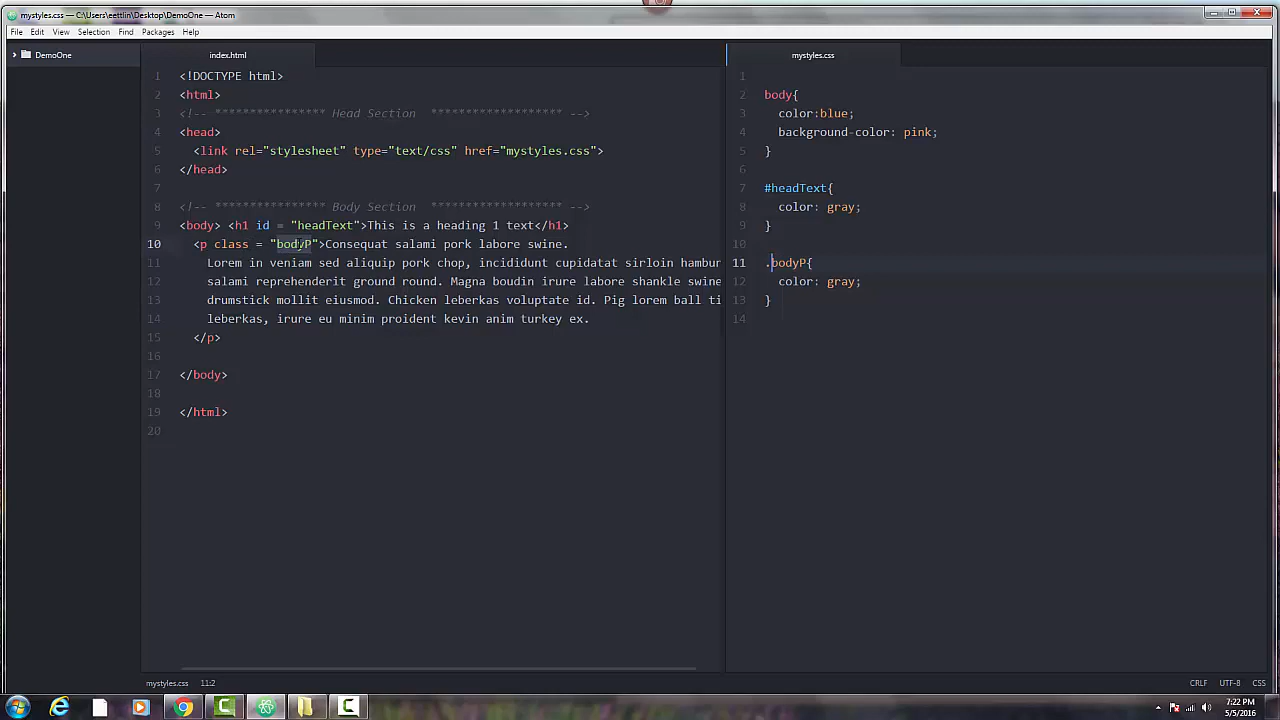 mystyles.css — C:\Users\eettlin\Desktop\DemoOne — Atom
File Edit View Selection Find Packages Help
DemoOne
index.html
1 <!DOCTYPE html>
2 <html>
3 <!-- **************** Head Section ******************* -->
4 <head>
5 <link rel="stylesheet" type="text/css" href="mystyles.css">
6 </head>
7
8 <!-- **************** Body Section ******************* -->
9 <body> <h1 id = "headText">This is a heading 1 text</h1>
10 <p class = "bodyP">Consequat salami pork labore swine.
11 Lorem in veniam sed aliquip pork chop, incididunt cupidatat sirloin hambur
12 salami reprehenderit ground round. Magna boudin irure labore shankle swine
13 drumstick mollit eiusmod. Chicken leberkas voluptate id. Pig lorem ball ti
14 leberkas, irure eu minim proident kevin anim turkey ex.
15 </p>
16
17 </body>
18
19 </html>
20
mystyles.css
1
2 body{
3 color:blue;
4 background-color: pink;
5 }
6
7 #headText{
8 color: gray;
9 }
10
11 .bodyP{
12 color: gray;
13 }
14
mystyles.css 11:2
CRLF UTF-8 CSS
7:22 PM
5/5/2016